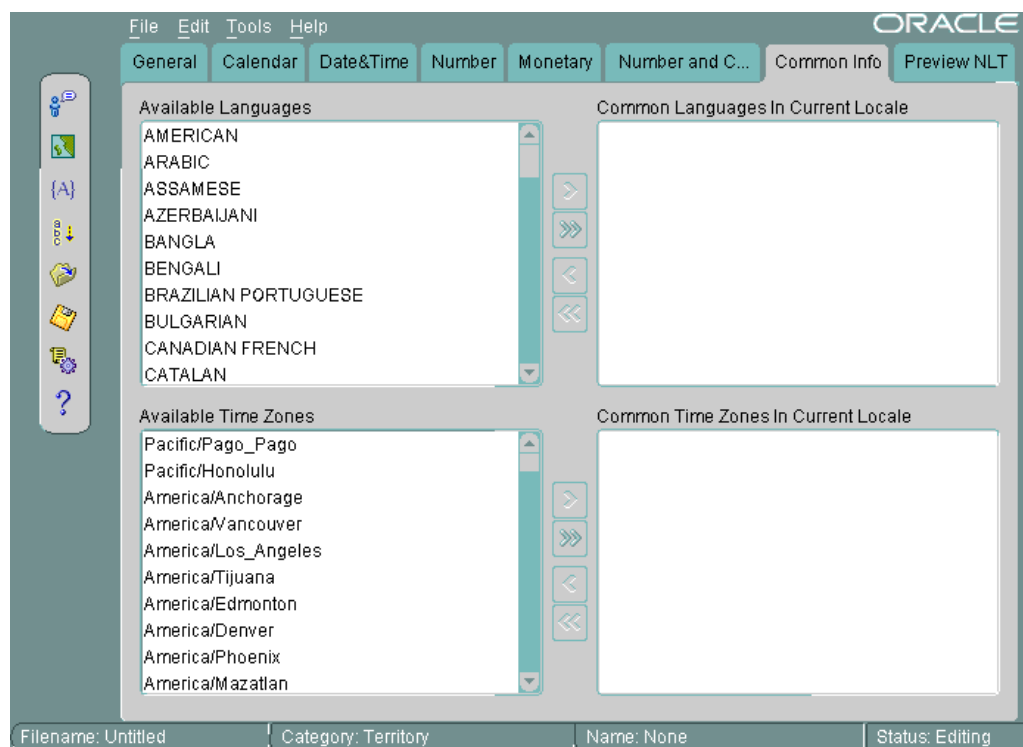 File Edit Tools Help
ORACLE
General Calendar Date&Time Number Monetary Number and C... Common Info Preview NLT
Available Languages
AMERICAN
ARABIC
ASSAMESE
AZERBAIJANI
BANGLA
BENGALI
BRAZILIAN PORTUGUESE
BULGARIAN
CANADIAN FRENCH
CATALAN
Common Languages In Current Locale
{A}
a
b
c
?
> 
>>
<
<<
Available Time Zones
Pacific/Pago_Pago
Pacific/Honolulu
America/Anchorage
America/Vancouver
America/Los_Angeles
America/Tijuana
America/Edmonton
America/Denver
America/Phoenix
America/Mazatlan
Common Time Zones In Current Locale
>
>>
<
<<
Filename: Untitled Category: Territory Name: None Status: Editing